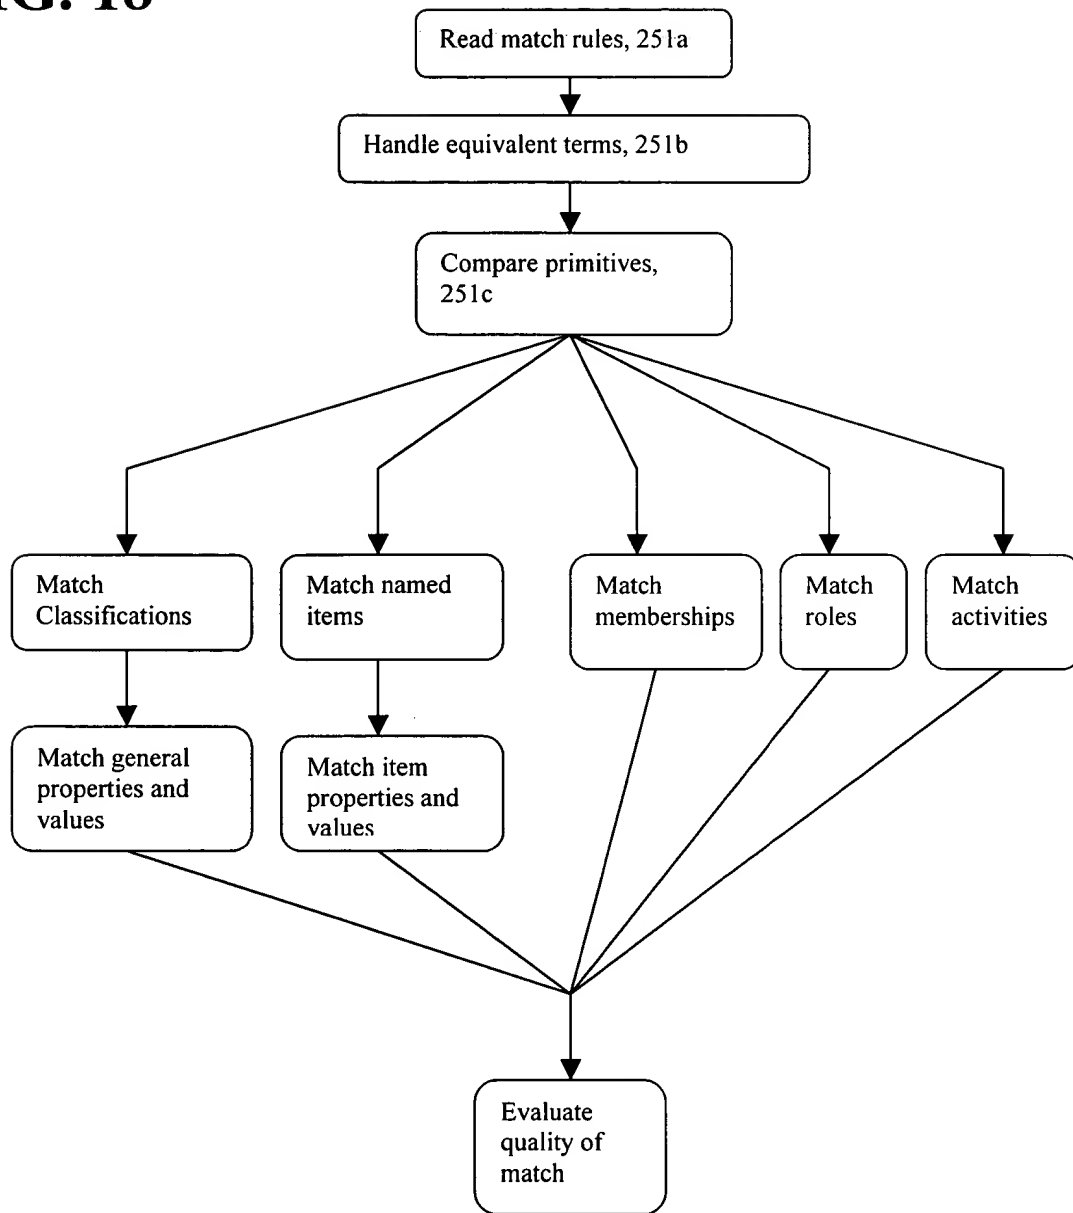 Read match rules, 251a
Handle equivalent terms, 251b
Compare primitives,
251c
Match
Classifications
Match named
items
Match
memberships
Match
roles
Match
activities
Match general
properties and
values
Match item
properties and
values
Evaluate
quality of
match